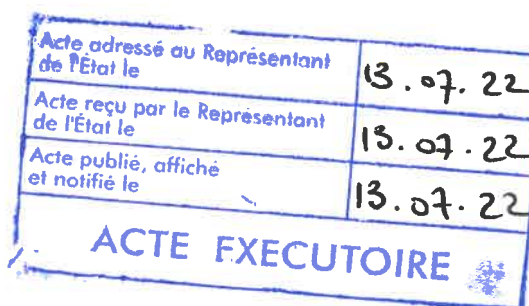 Acte adressé au Représentant
de l'État le
13.07.22
Acte reçu par le Représentant
de l'État le
13.07.22
Acte publié, affiché
et notifié le
13.07.22
ACTE EXECUTOIRE